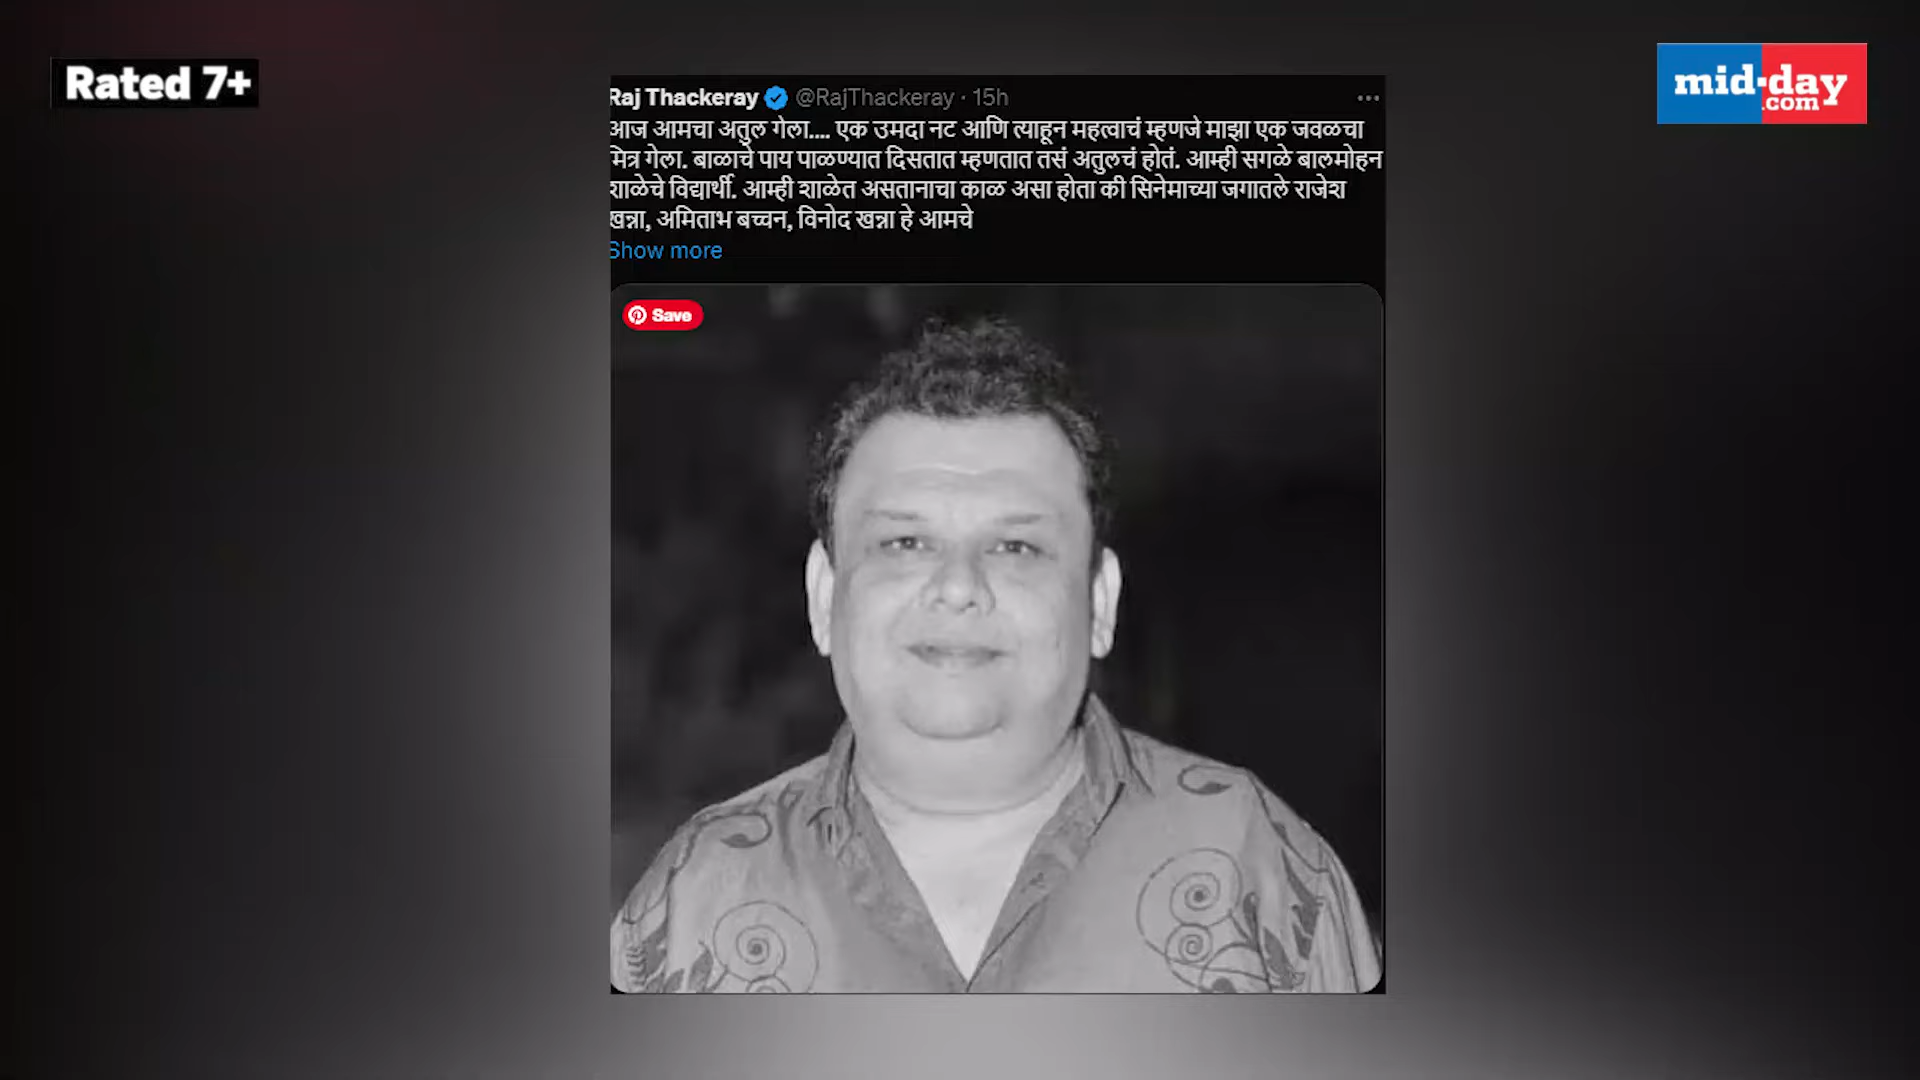 Rated 7+
mid-day
.com
Raj Thackeray @RajThackeray · 15h
आज आमचा अतुल गेला.... एक उमदा नट आणि त्याहून महत्वाचं म्हणजे माझा एक जवळचा
मित्र गेला. बाळाचे पाय पाळण्यात दिसतात म्हणतात तसं अतुलचं होतं. आम्ही सगळे बालमोहन
शाळेचे विद्यार्थी. आम्ही शाळेत असतानाचा काळ असा होता की सिनेमाच्या जगातले राजेश
खन्ना, अमिताभ बच्चन, विनोद खन्ना हे आमचे
Show more
Save